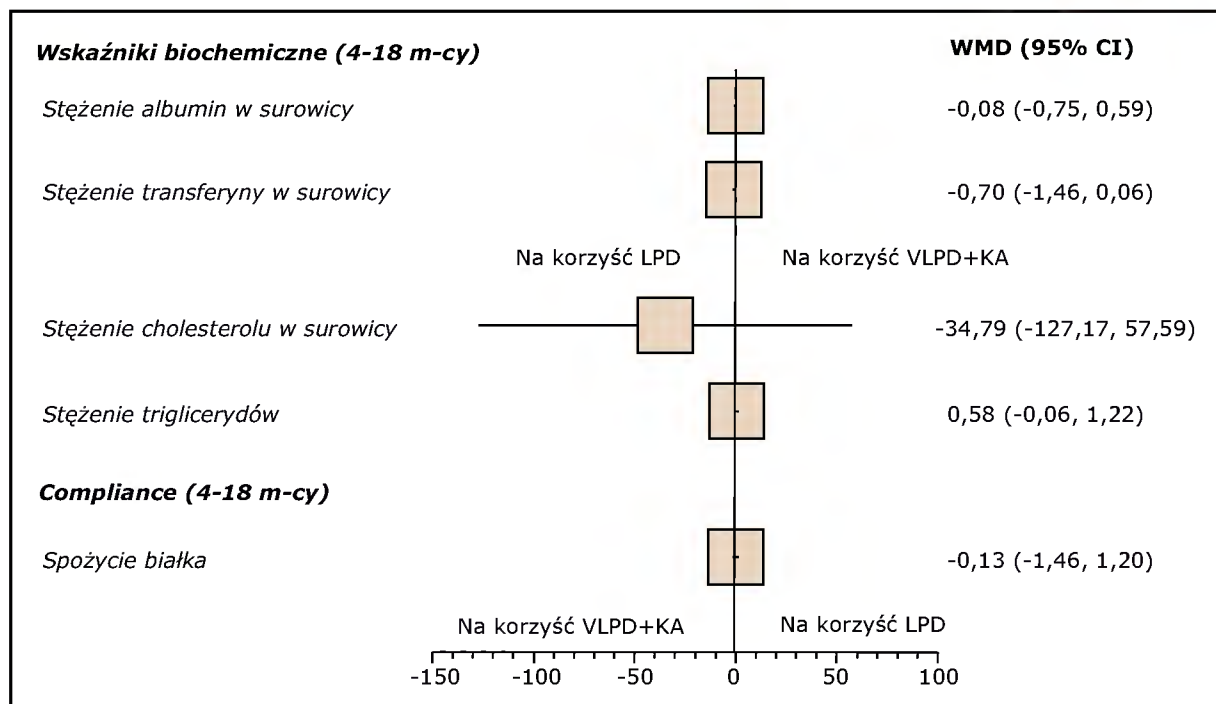 Wskaźniki biochemiczne (4-18 m-cy) WMD (95% CI)
Stężenie albumin w surowicy -0,08 (-0,75, 0,59)
Stężenie transferyny w surowicy -0,70 (-1,46, 0,06)
Na korzyść LPD Na korzyść VLPD+KA
Stężenie cholesterolu w surowicy -34,79 (-127,17, 57,59)
Stężenie triglicerydów 0,58 (-0,06, 1,22)
Compliance (4-18 m-cy)
Spożycie białka -0,13 (-1,46, 1,20)
Na korzyść VLPD+KA Na korzyść LPD
-150 -100 -50 0 50 100